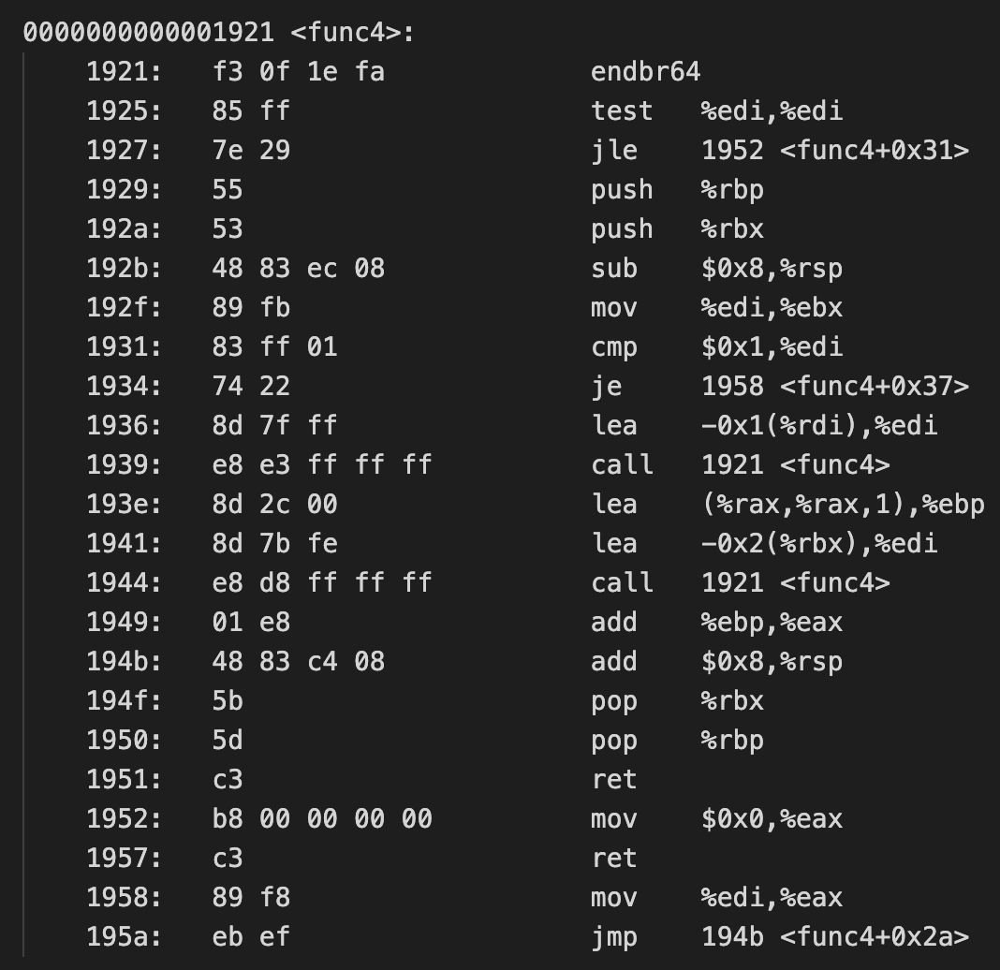 0000000000001921 <func4>:
1921: f3 0f 1e fa endbr64
1925: 85 ff test %edi,%edi
1927: 7e 29 jle 1952 <func4+0x31>
1929: 55 push %rbp
192a: 53 push %rbx
192b: 48 83 ec 08 sub $0x8,%rsp
192f: 89 fb mov %edi,%ebx
1931: 83 ff 01 cmp $0x1,%edi
1934: 74 22 je 1958 <func4+0x37>
1936: 8d 7f ff lea -0x1(%rdi),%edi
1939: e8 e3 ff ff ff call 1921 <func4>
193e: 8d 2c 00 lea (%rax,%rax,1),%ebp
1941: 8d 7b fe lea -0x2(%rbx),%edi
1944: e8 d8 ff ff ff call 1921 <func4>
1949: 01 e8 add %ebp,%eax
194b: 48 83 c4 08 add $0x8,%rsp
194f: 5b pop %rbx
1950: 5d pop %rbp
1951: c3 ret
1952: b8 00 00 00 00 mov $0x0,%eax
1957: c3 ret
1958: 89 f8 mov %edi,%eax
195a: eb ef jmp 194b <func4+0x2a>